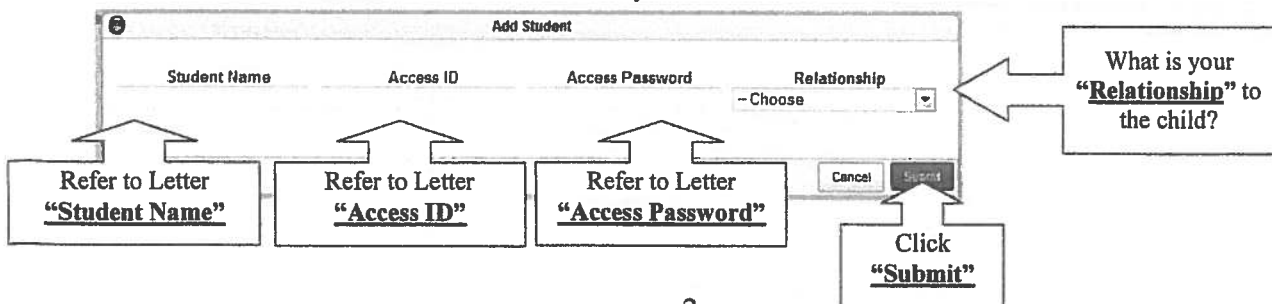 Add Student
Student Name Access ID Access Password Relationship
-- Choose
What is your
“Relationship” to
the child?
Refer to Letter
“Student Name”
Refer to Letter
“Access ID”
Refer to Letter
“Access Password”
Cancel Submit
Click
“Submit”